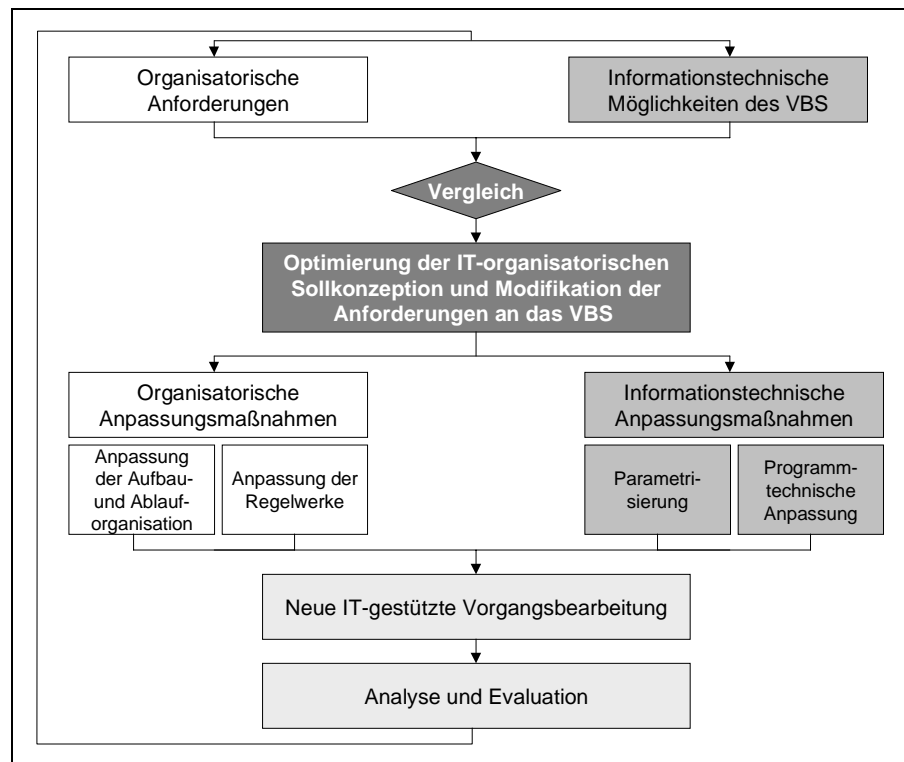 Organisatorische
Anforderungen
Informationstechnische
Möglichkeiten des VBS
Vergleich
Optimierung der IT-organisatorischen
Sollkonzeption und Modifikation der
Anforderungen an das VBS
Organisatorische
Anpassungsmaßnahmen
Informationstechnische
Anpassungsmaßnahmen
Anpassung
der Aufbau-
und Ablauf-
organisation
Anpassung der
Regelwerke
Parametri-
sierung
Programm-
technische
Anpassung
Neue IT-gestützte Vorgangsbearbeitung
Analyse und Evaluation